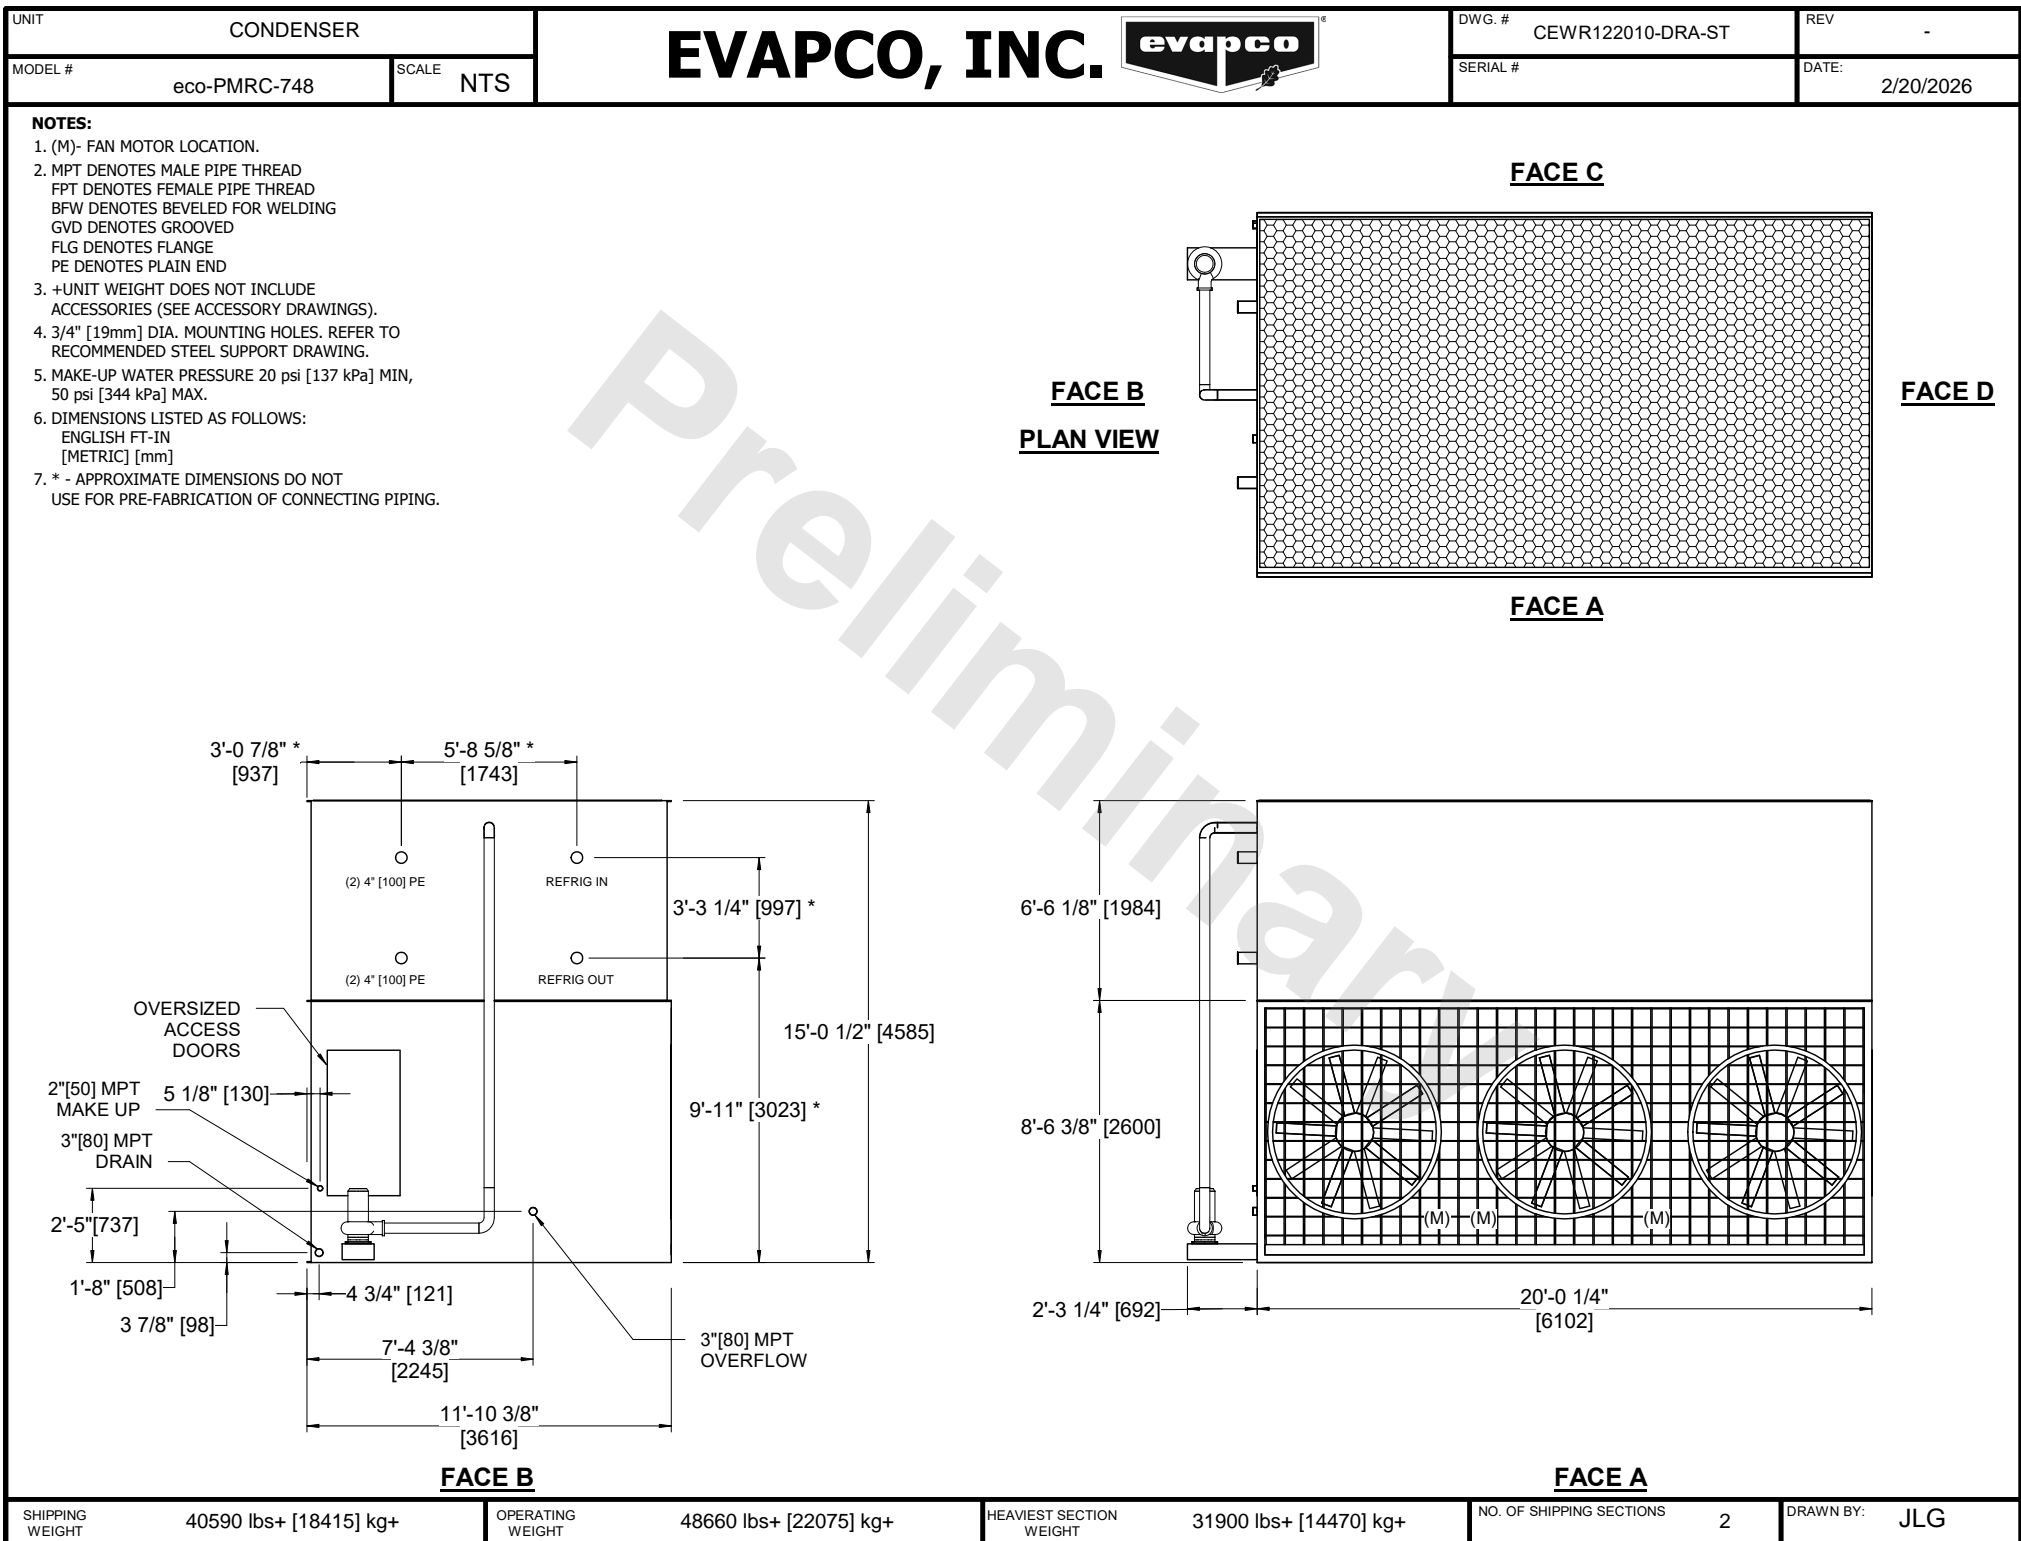 UNIT
CONDENSER
MODEL #
eco-PMRC-748
SCALE
NTS
EVAPCO, INC.
evapco
®
DWG. #
CEWR122010-DRA-ST
REV
-
SERIAL #
DATE:
2/20/2026
NOTES:
1. (M)- FAN MOTOR LOCATION.
2. MPT DENOTES MALE PIPE THREAD
FPT DENOTES FEMALE PIPE THREAD
BFW DENOTES BEVELED FOR WELDING
GVD DENOTES GROOVED
FLG DENOTES FLANGE
PE DENOTES PLAIN END
3. +UNIT WEIGHT DOES NOT INCLUDE
ACCESSORIES (SEE ACCESSORY DRAWINGS).
4. 3/4" [19mm] DIA. MOUNTING HOLES. REFER TO
RECOMMENDED STEEL SUPPORT DRAWING.
5. MAKE-UP WATER PRESSURE 20 psi [137 kPa] MIN,
50 psi [344 kPa] MAX.
6. DIMENSIONS LISTED AS FOLLOWS:
ENGLISH FT-IN
[METRIC] [mm]
7. * - APPROXIMATE DIMENSIONS DO NOT
USE FOR PRE-FABRICATION OF CONNECTING PIPING.
Preliminary
FACE C
FACE B
PLAN VIEW
FACE D
FACE A
3'-0 7/8" *
[937]
5'-8 5/8" *
[1743]
(2) 4" [100] PE
REFRIG IN
3'-3 1/4" [997] *
(2) 4" [100] PE
REFRIG OUT
OVERSIZED
ACCESS
DOORS
15'-0 1/2" [4585]
2"[50] MPT
MAKE UP
5 1/8" [130]
9'-11" [3023] *
3"[80] MPT
DRAIN
2'-5"[737]
1'-8" [508]
4 3/4" [121]
3 7/8" [98]
7'-4 3/8"
[2245]
3"[80] MPT
OVERFLOW
11'-10 3/8"
[3616]
FACE B
6'-6 1/8" [1984]
8'-6 3/8" [2600]
(M)
(M)
(M)
2'-3 1/4" [692]
20'-0 1/4"
[6102]
FACE A
SHIPPING
WEIGHT
40590 lbs+ [18415] kg+
OPERATING
WEIGHT
48660 lbs+ [22075] kg+
HEAVIEST SECTION
WEIGHT
31900 lbs+ [14470] kg+
NO. OF SHIPPING SECTIONS
2
DRAWN BY:
JLG